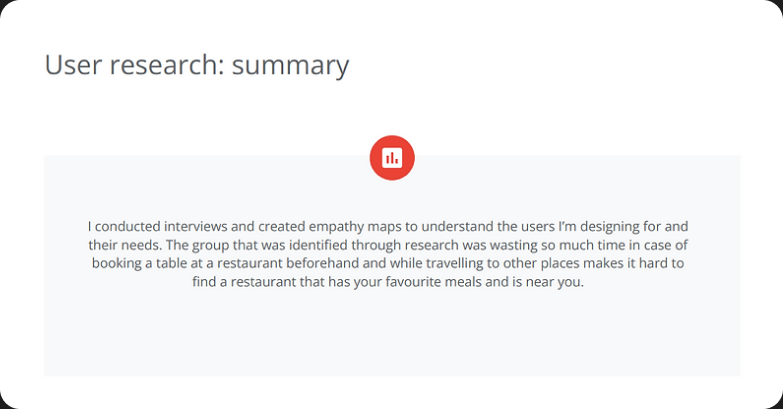 User research: summary
I conducted interviews and created empathy maps to understand the users I’m designing for and
their needs. The group that was identified through research was wasting so much time in case of
booking a table at a restaurant beforehand and while travelling to other places makes it hard to
find a restaurant that has your favourite meals and is near you.